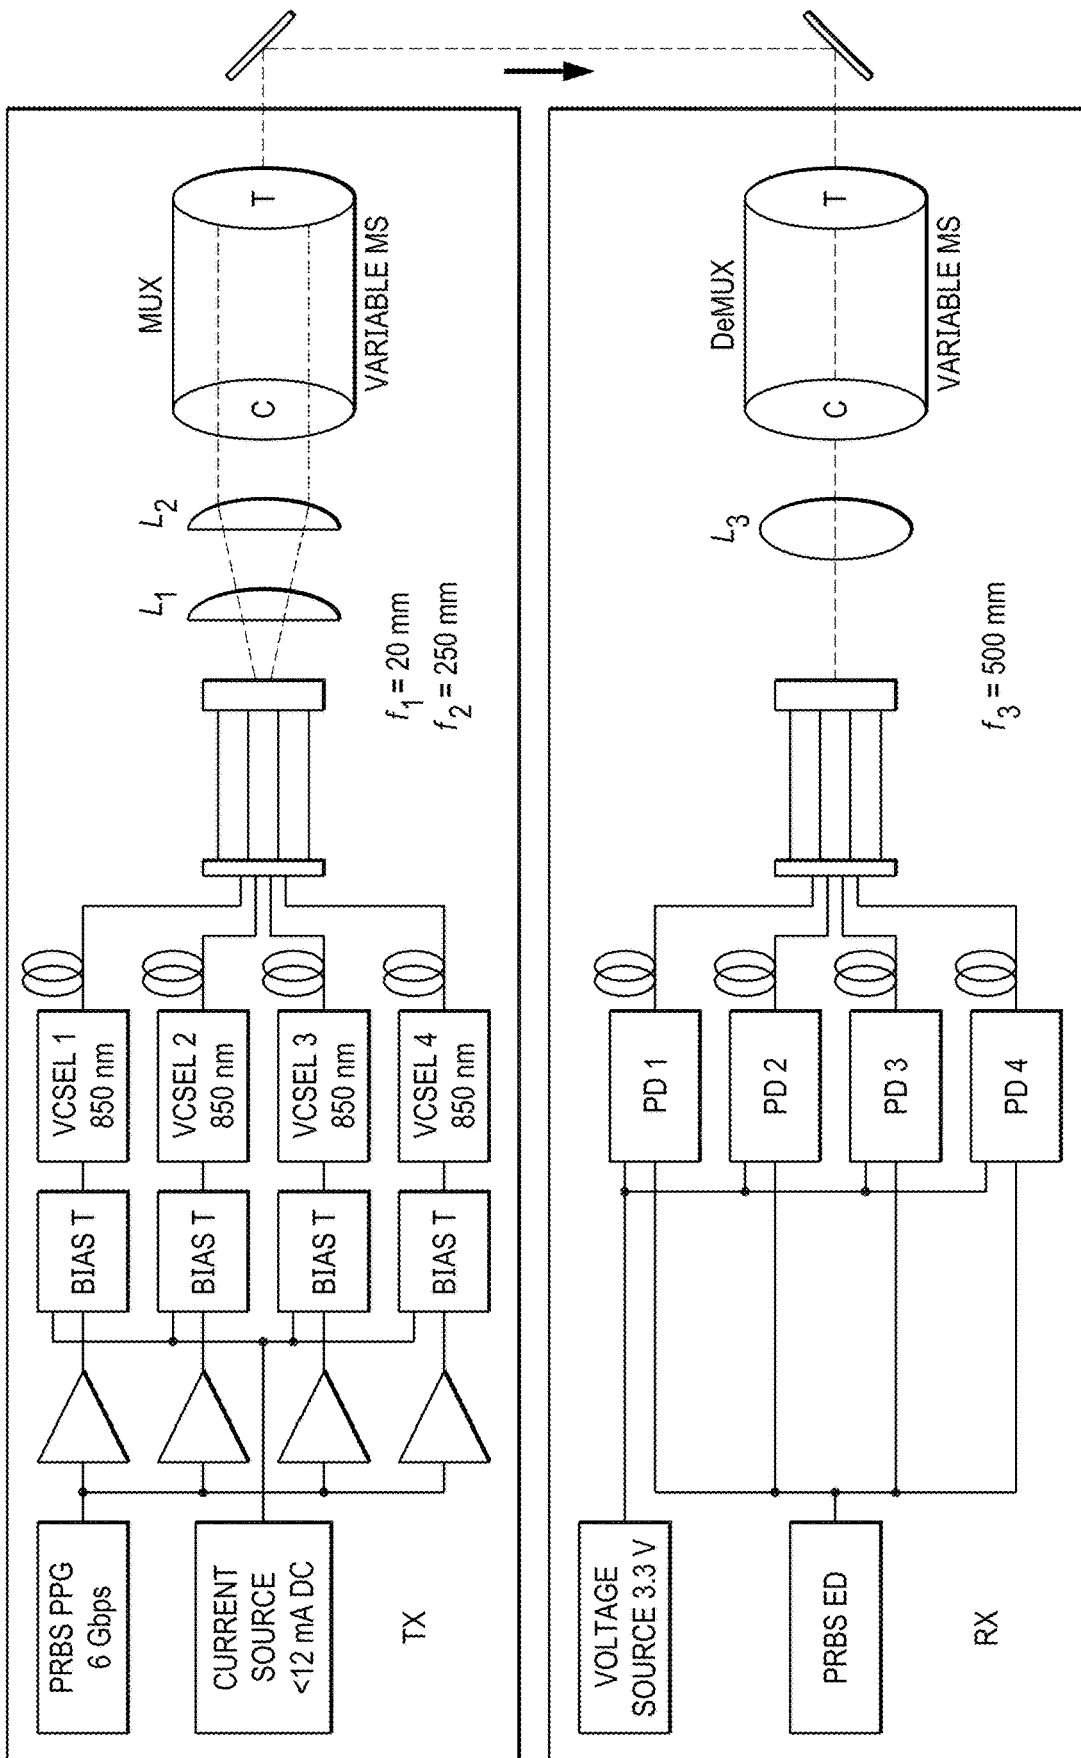 PRBS PPG
6 Gbps
CURRENT
SOURCE
<12 mA DC
TX
BIAS T
BIAS T
BIAS T
BIAS T
VCSEL 1
850 nm
VCSEL 2
850 nm
VCSEL 3
850 nm
VCSEL 4
850 nm
f1 = 20 mm
f2 = 250 mm
L1
L2
MUX
C
T
VARIABLE MS
VOLTAGE
SOURCE 3.3 V
PRBS ED
RX
PD 1
PD 2
PD 3
PD 4
f3 = 500 mm
L3
DeMUX
C
T
VARIABLE MS